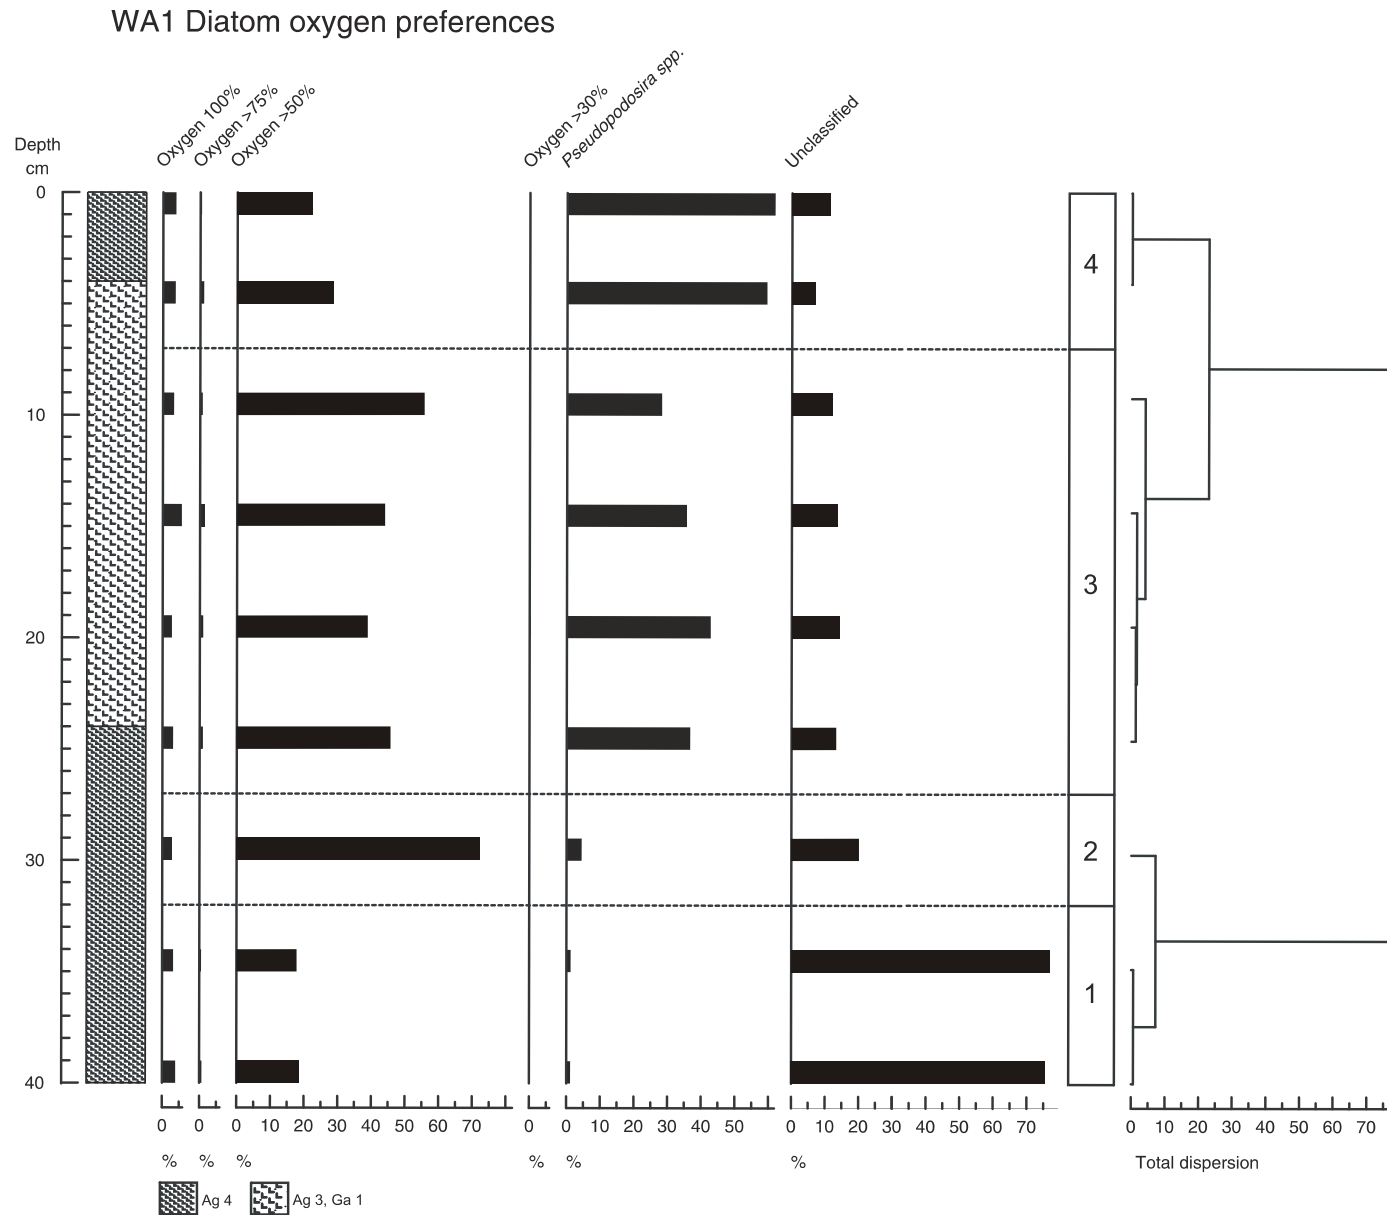 WA1 Diatom oxygen preferences
Oxygen 100%
Oxygen >75%
Oxygen >50%
Oxygen >30%
Pseudopodosira spp.
Unclassified
Depth
cm
0
10
20
30
40
4
3
2
1
0 0 0 10 20 30 40 50 60 70 0 0 10 20 30 40 50 0 10 20 30 40 50 60 70 0 10 20 30 40 50 60 70
% % % % % % Total dispersion
Ag 4 Ag 3, Ga 1